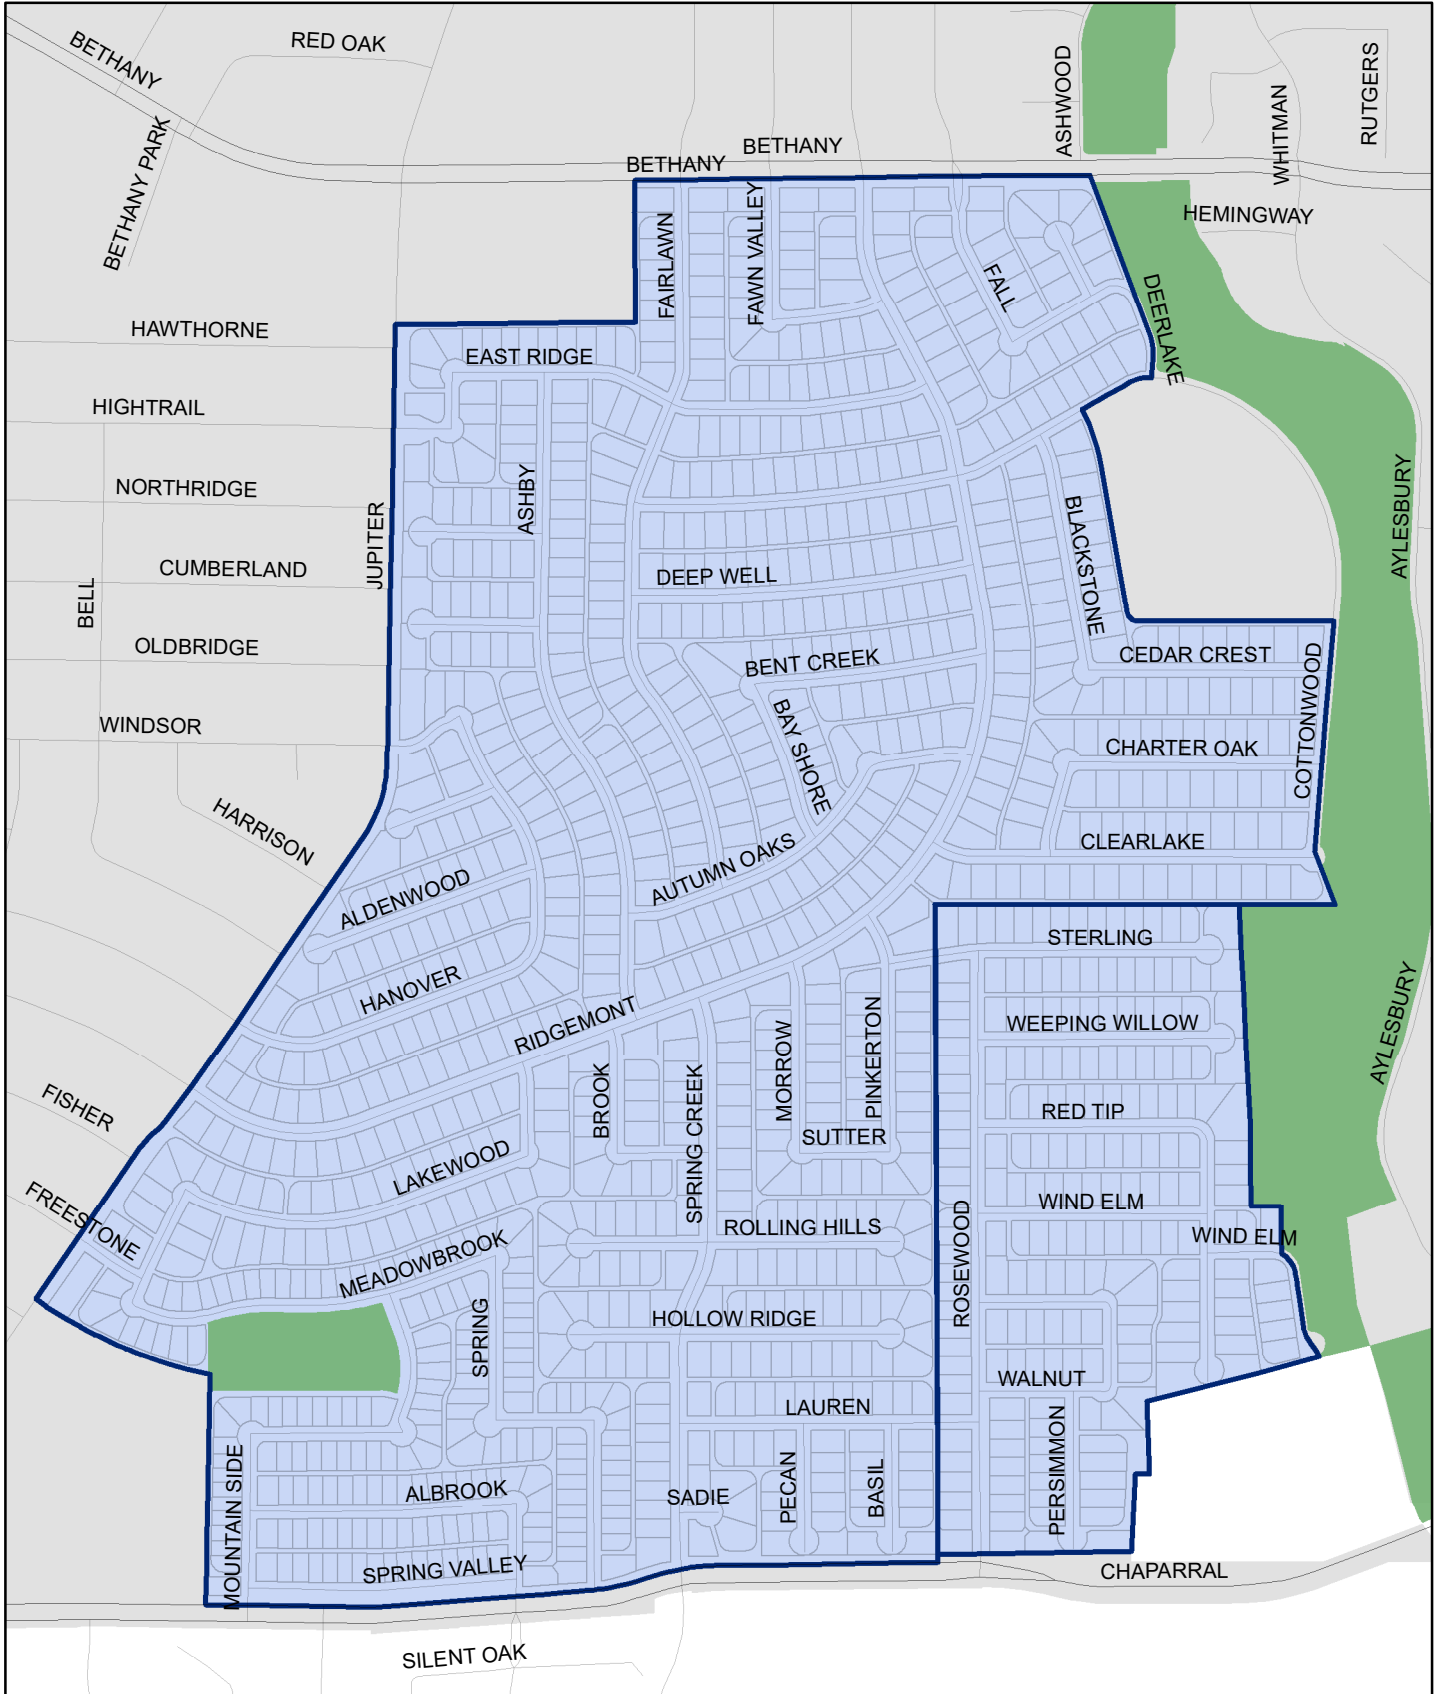 BETHANY
RED OAK
ASHWOOD
WHITMAN
RUTGERS
BETHANY PARK
BETHANY
BETHANY
HEMINGWAY
FAIRLAWN
FAWN VALLEY
FALL
DEERLAKE
HAWTHORNE
EAST RIDGE
HIGHTRAIL
NORTHRIDGE
ASHBY
JUPITER
BLACKSTONE
AYLESBURY
CUMBERLAND
DEEP WELL
BELL
OLDBRIDGE
BENT CREEK
CEDAR CREST
COTTONWOOD
WINDSOR
BAY SHORE
CHARTER OAK
HARRISON
CLEARLAKE
AUTUMN OAKS
ALDENWOOD
STERLING
HANOVER
RIDGEMONT
WEEPING WILLOW
AYLESBURY
MORROW
PINKERTON
BROOK
SPRING CREEK
FISHER
RED TIP
SUTTER
LAKEWOOD
WIND ELM
FREESTONE
ROLLING HILLS
WIND ELM
MEADOWBROOK
ROSEWOOD
HOLLOW RIDGE
SPRING
WALNUT
LAUREN
PERSIMMON
MOUNTAIN SIDE
ALBROOK
SADIE
PECAN
BASIL
SPRING VALLEY
CHAPARRAL
SILENT OAK